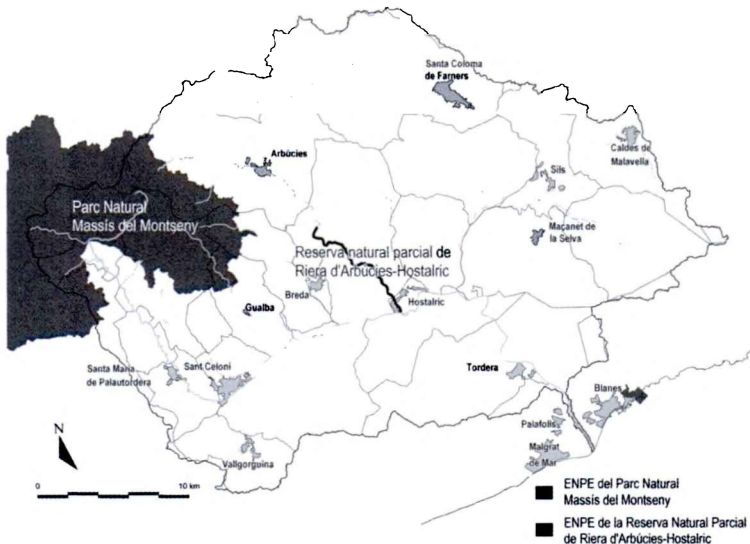 Santa Coloma
de Farners
Caldes de
Malavella
Arbúcies
Sils
Parc Natural
Massís del Montseny
Maçanet de
la Selva
Reserva natural parcial de
Riera d'Arbúcies-Hostalric
Breda
Hostalric
Gualba
Santa Maria
de Palautordera
Sant Celoni
Tordera
Blanes
Palafolls
Malgrat
de Mar
Vallgorguina
N
0 10 km
ENPE del Parc Natural
Massís del Montseny
ENPE de la Reserva Natural Parcial
de Riera d'Arbúcies-Hostalric